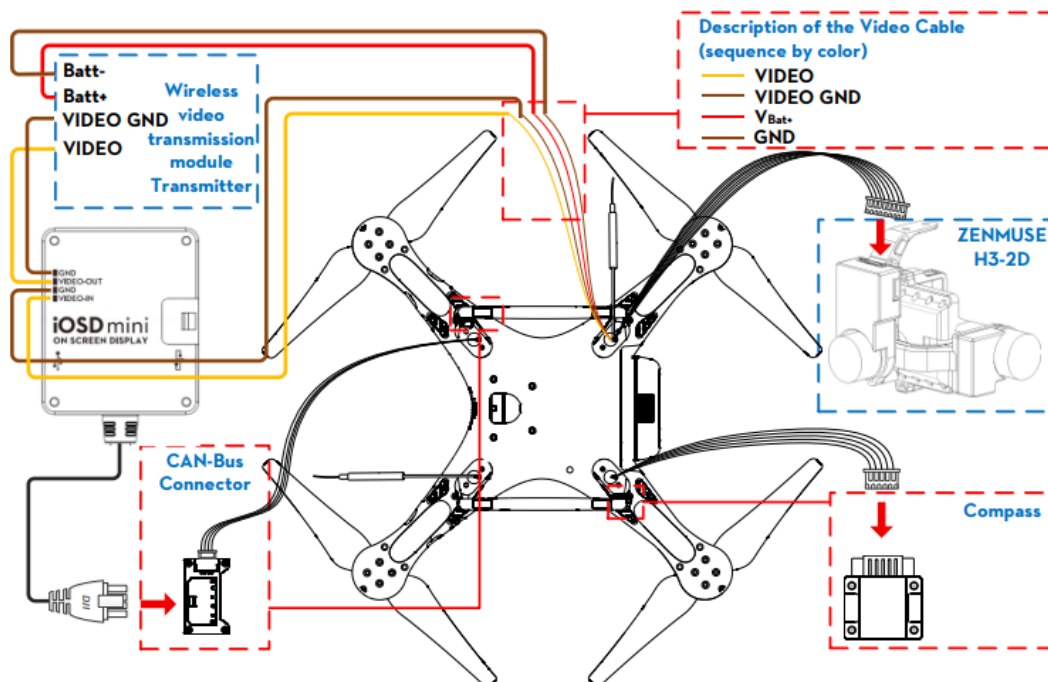 Description of the Video Cable
(sequence by color)
VIDEO
VIDEO GND
VBat+
GND
Batt-
Batt+
VIDEO GND
VIDEO
Wireless
video
transmission
module
Transmitter
ZENMUSE
H3-2D
GND
VIDEO-OUT
GND
VIDEO-IN
iOSD mini
ON SCREEN DISPLAY
CAN-Bus
Connector
Compass
DJI